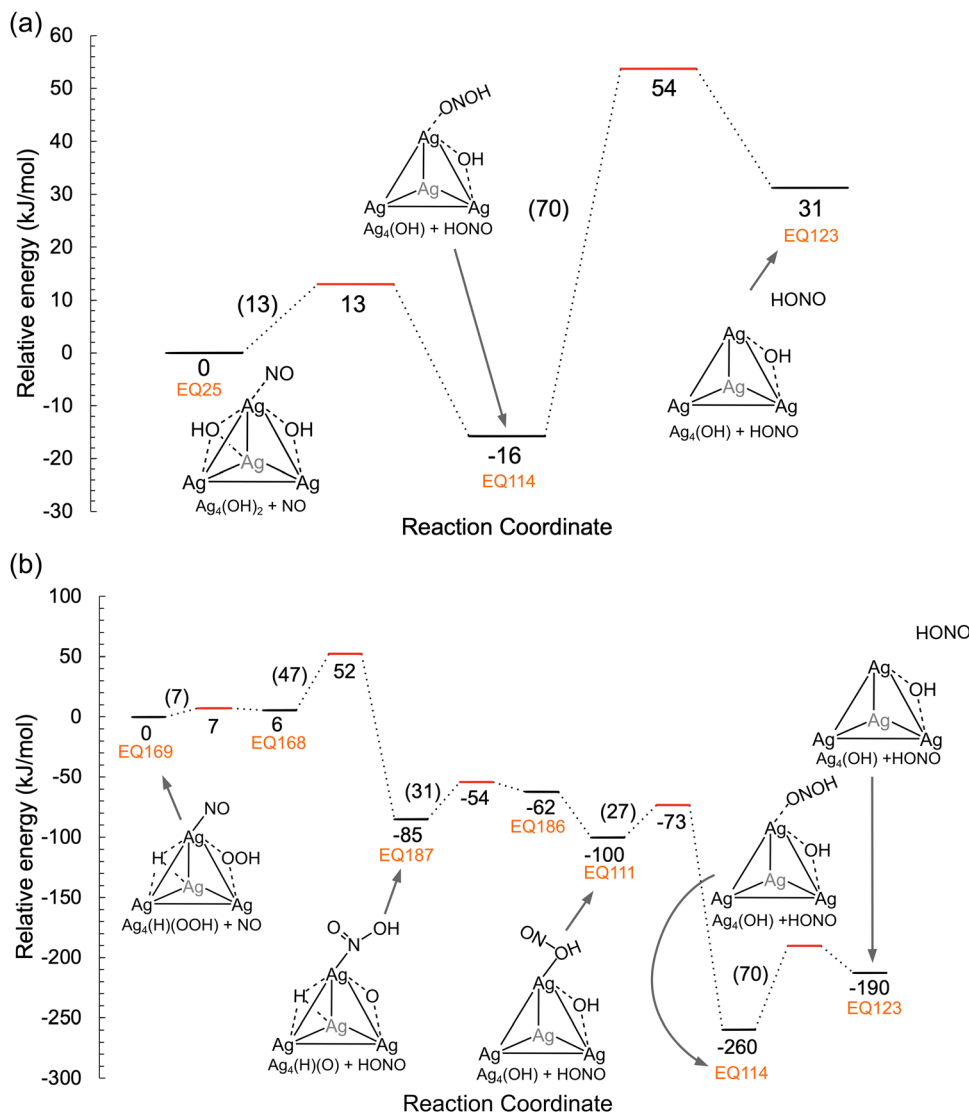 (a)
Relative energy (kJ/mol)
60
50
40
30
20
10
0
-10
-20
-30
0
EQ25
(13)
13
-16
EQ114
(70)
54
31
EQ123
NO
Ag
HO
OH
Ag
Ag
Ag
Ag4(OH)2 + NO
ONOH
Ag
OH
Ag
Ag
Ag
Ag4(OH) + HONO
HONO
Ag
OH
Ag
Ag
Ag
Ag4(OH) + HONO
Reaction Coordinate
(b)
Relative energy (kJ/mol)
100
50
0
-50
-100
-150
-200
-250
-300
0
EQ169
(7)
7
6
EQ168
(47)
52
-85
EQ187
(31)
-54
-62
EQ186
-100
EQ111
(27)
-73
-260
EQ114
(70)
-190
EQ123
NO
Ag
H
OOH
Ag
Ag
Ag
Ag4(H)(OOH) + NO
O
N
OH
Ag
H
O
Ag
Ag
Ag
Ag4(H)(O) + HONO
ON
OH
Ag
OH
Ag
Ag
Ag
Ag4(OH) + HONO
ONOH
Ag
OH
Ag
Ag
Ag
Ag4(OH) +HONO
HONO
Ag
OH
Ag
Ag
Ag
Ag4(OH) +HONO
Reaction Coordinate